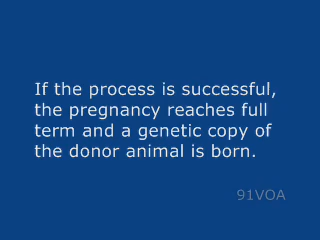 If the process is successful,
the pregnancy reaches full
term and a genetic copy of
the donor animal is born.
91VOA